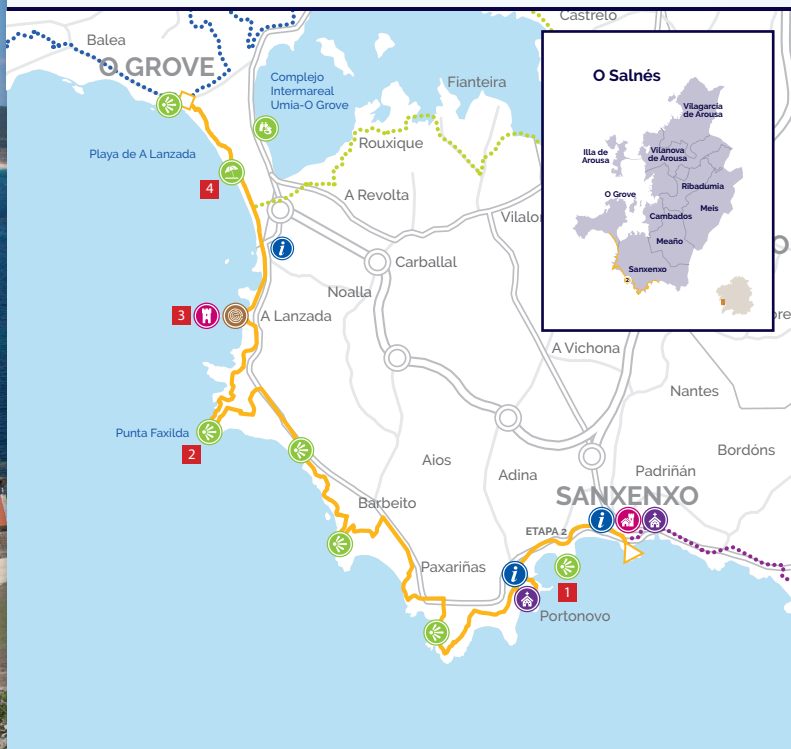 Castrelo
Balea
O GROVE
Complejo
Intermareal
Umia-O Grove
Fianteira
Playa de A Lanzada
Rouxique
4
A Revolta
i
Carballal
Noalla
3
A Lanzada
A Vichona
Nantes
Punta Faxilda
2
Aios
Adina
Padriñán
Bordóns
SANXENXO
Barbeito
ETAPA 2
i
Paxariñas
i
1
Portonovo
O Salnés
Vilagarcía
de Arousa
Illa de
Arousa
Vilanova
de Arousa
Ribadumia
O Grove
Meis
Cambados
Meaño
Sanxenxo
2